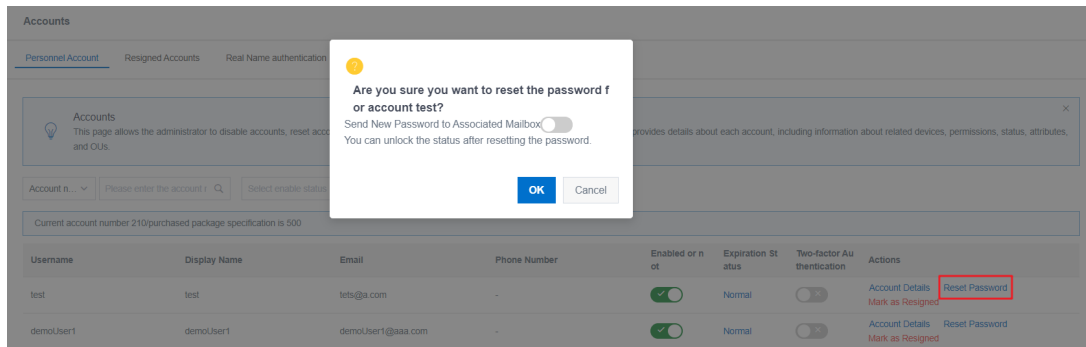 Accounts
Personnel Account Resigned Accounts Real Name authentication
Are you sure you want to reset the password f
or account test?
Send New Password to Associated Mailbox
You can unlock the status after resetting the password.
OK Cancel
Accounts
This page allows the administrator to disable accounts, reset acc provides details about each account, including information about related devices, permissions, status, attributes,
and OUs.
Account n... Please enter the account Select enable status
Current account number 210/purchased package specification is 500
Username Display Name Email Phone Number Enabled or n
ot Expiration St
atus Two-factor Au
thentication Actions
test test tets@a.com - Normal Account Details Reset Password
Mark as Resigned
demoUser1 demoUser1 demoUser1@aaa.com - Normal Account Details Reset Password
Mark as Resigned